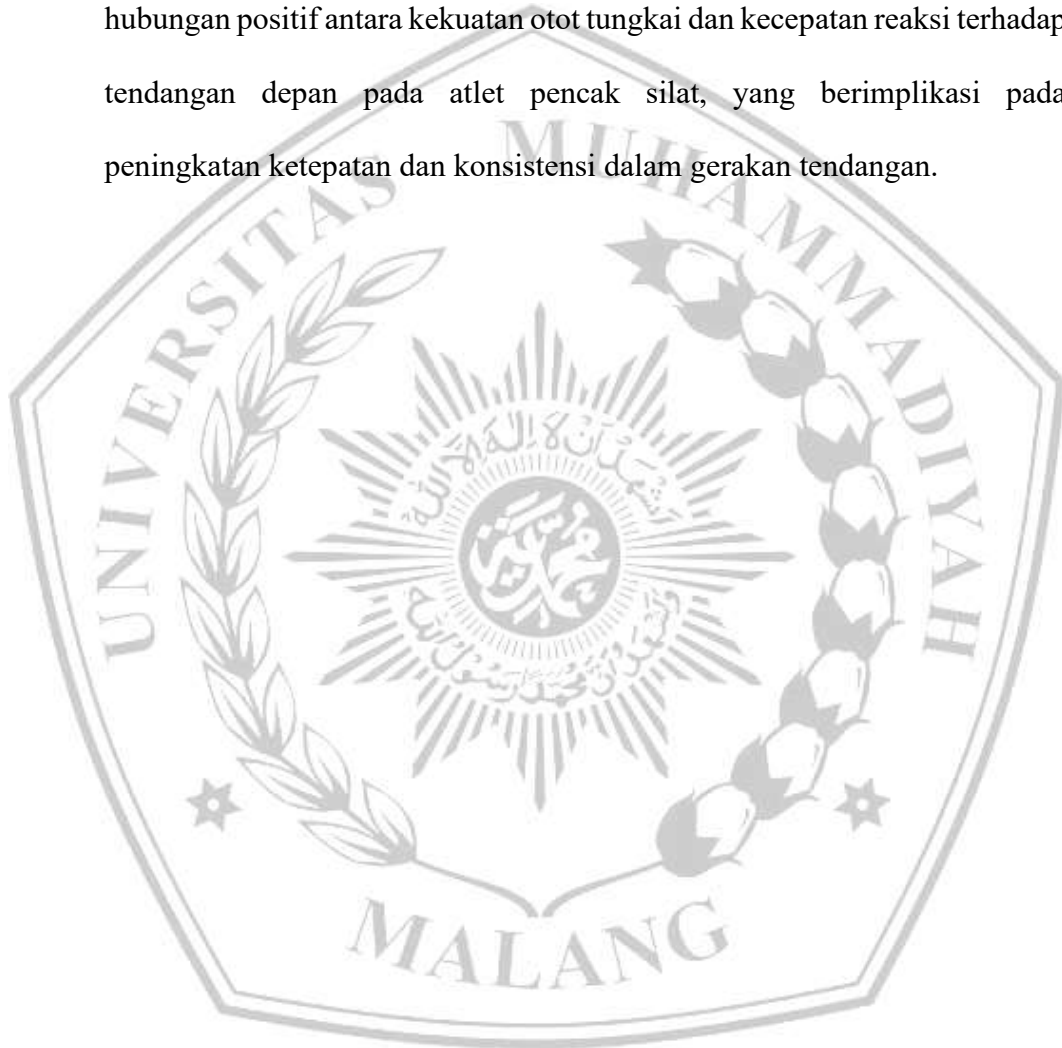 hubungan positif antara kekuatan otot tungkai dan kecepatan reaksi terhadap
tendangan depan pada atlet pencak silat, yang berimplikasi pada
peningkatan ketepatan dan konsistensi dalam gerakan tendangan.
UNIVERSITAS MUHAMMADIYAH
MALANG